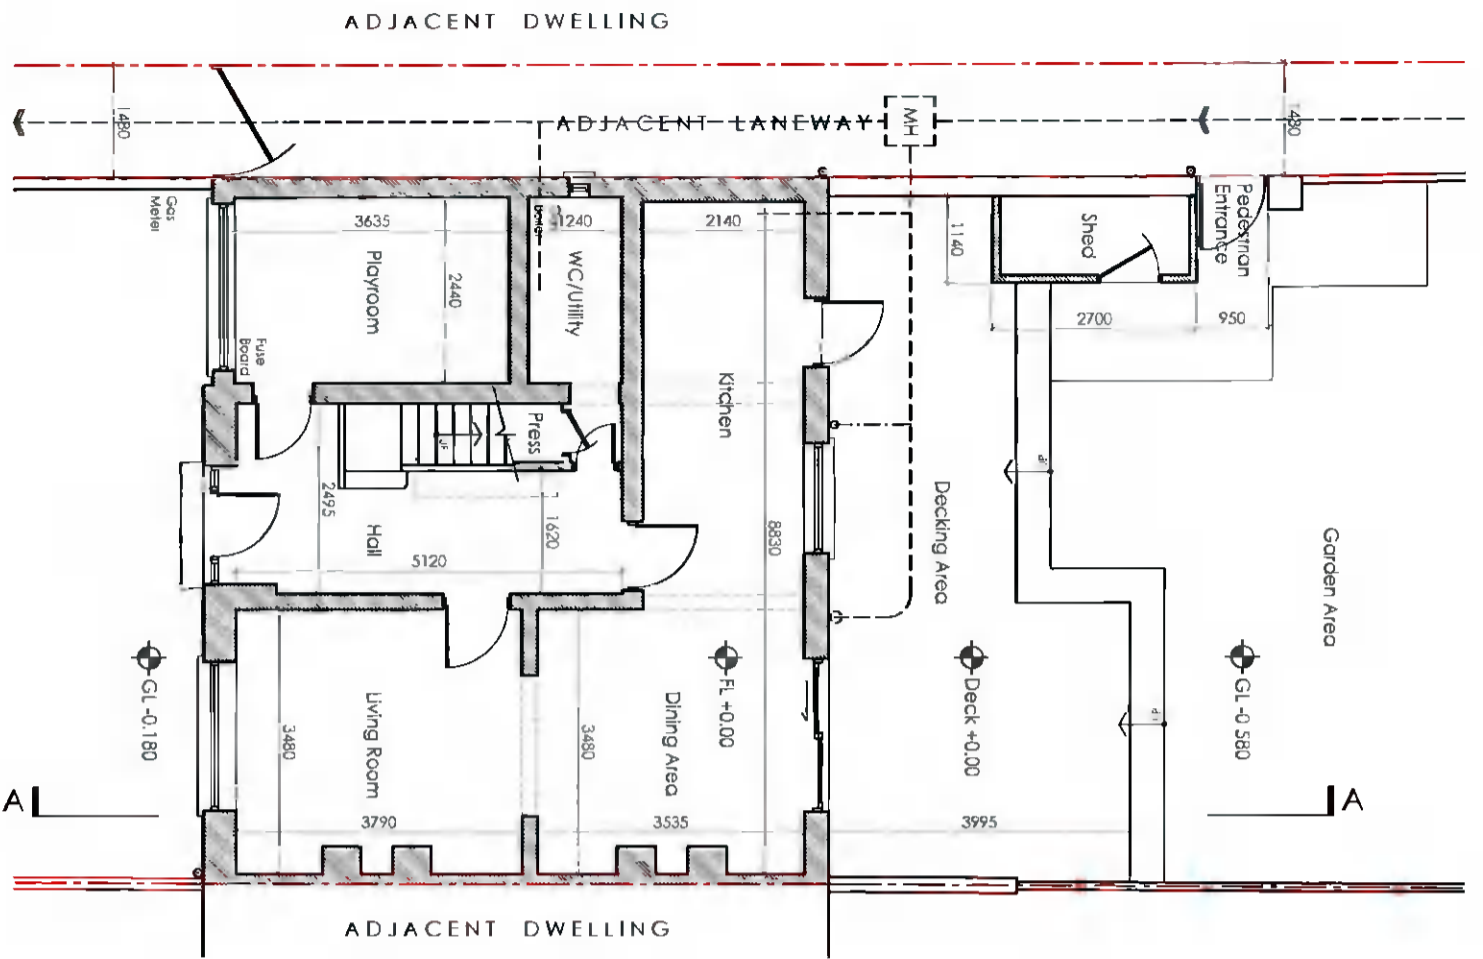 ADJACENT DWELLING
1480
ADJACENT LANEWAY
MH
1480
Gas
Meter
3635
1240
2140
1140
Shed
Pedestrian
Entrance
Boiler
Playroom
2440
WC/Utility
2700
950
Fuse
Board
Kitchen
Press
UP
2495
Hall
1620
5120
8830
Decking Area
dn
Garden Area
GL -0.180
Living Room
3480
3480
Dining Area
FL +0.00
Deck +0.00
dn
GL -0 580
A
A
3790
3535
3995
ADJACENT DWELLING